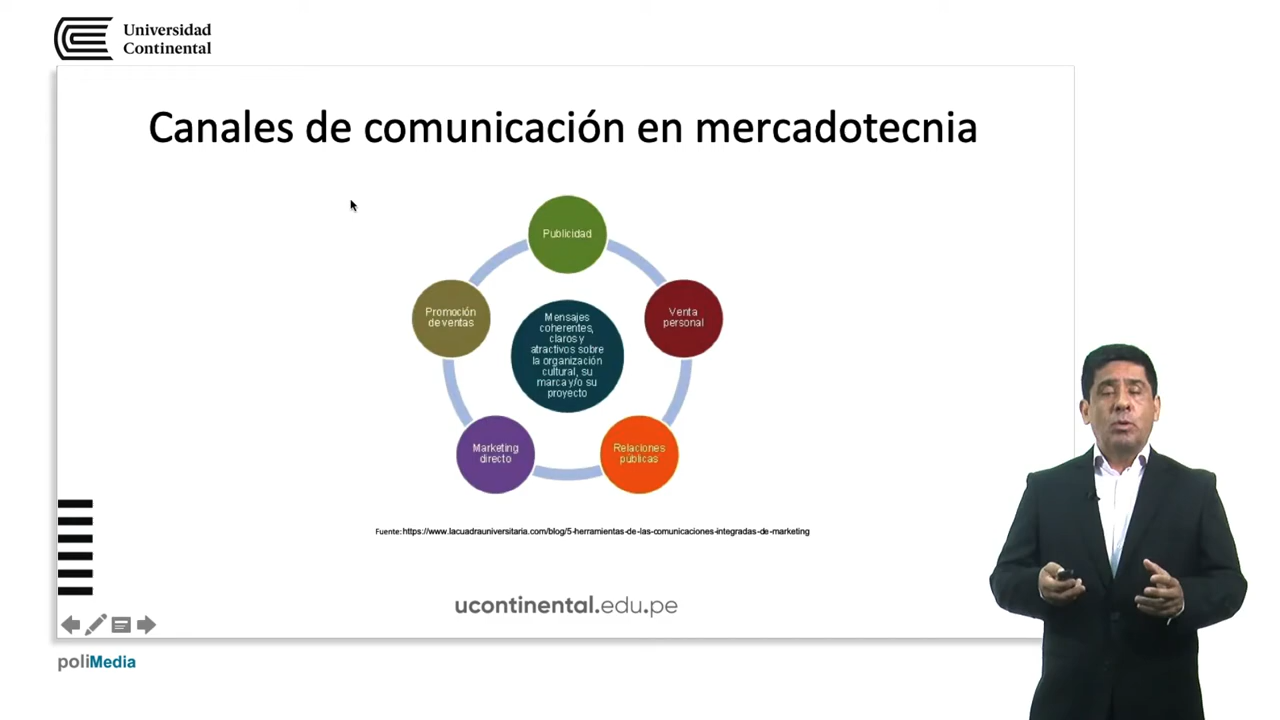 Universidad
Continental
Canales de comunicación en mercadotecnia
Publicidad
Promoción
de ventas
Venta
personal
Mensajes
coherentes,
claros y
atractivos sobre
la organización
cultural, su
marca y/o su
proyecto
Marketing
directo
Relaciones
públicas
Fuente: https://www.lacuadrauniversitaria.com/blog/5-herramientas-de-las-comunicaciones-integradas-de-marketing
ucontinental.edu.pe
poliMedia